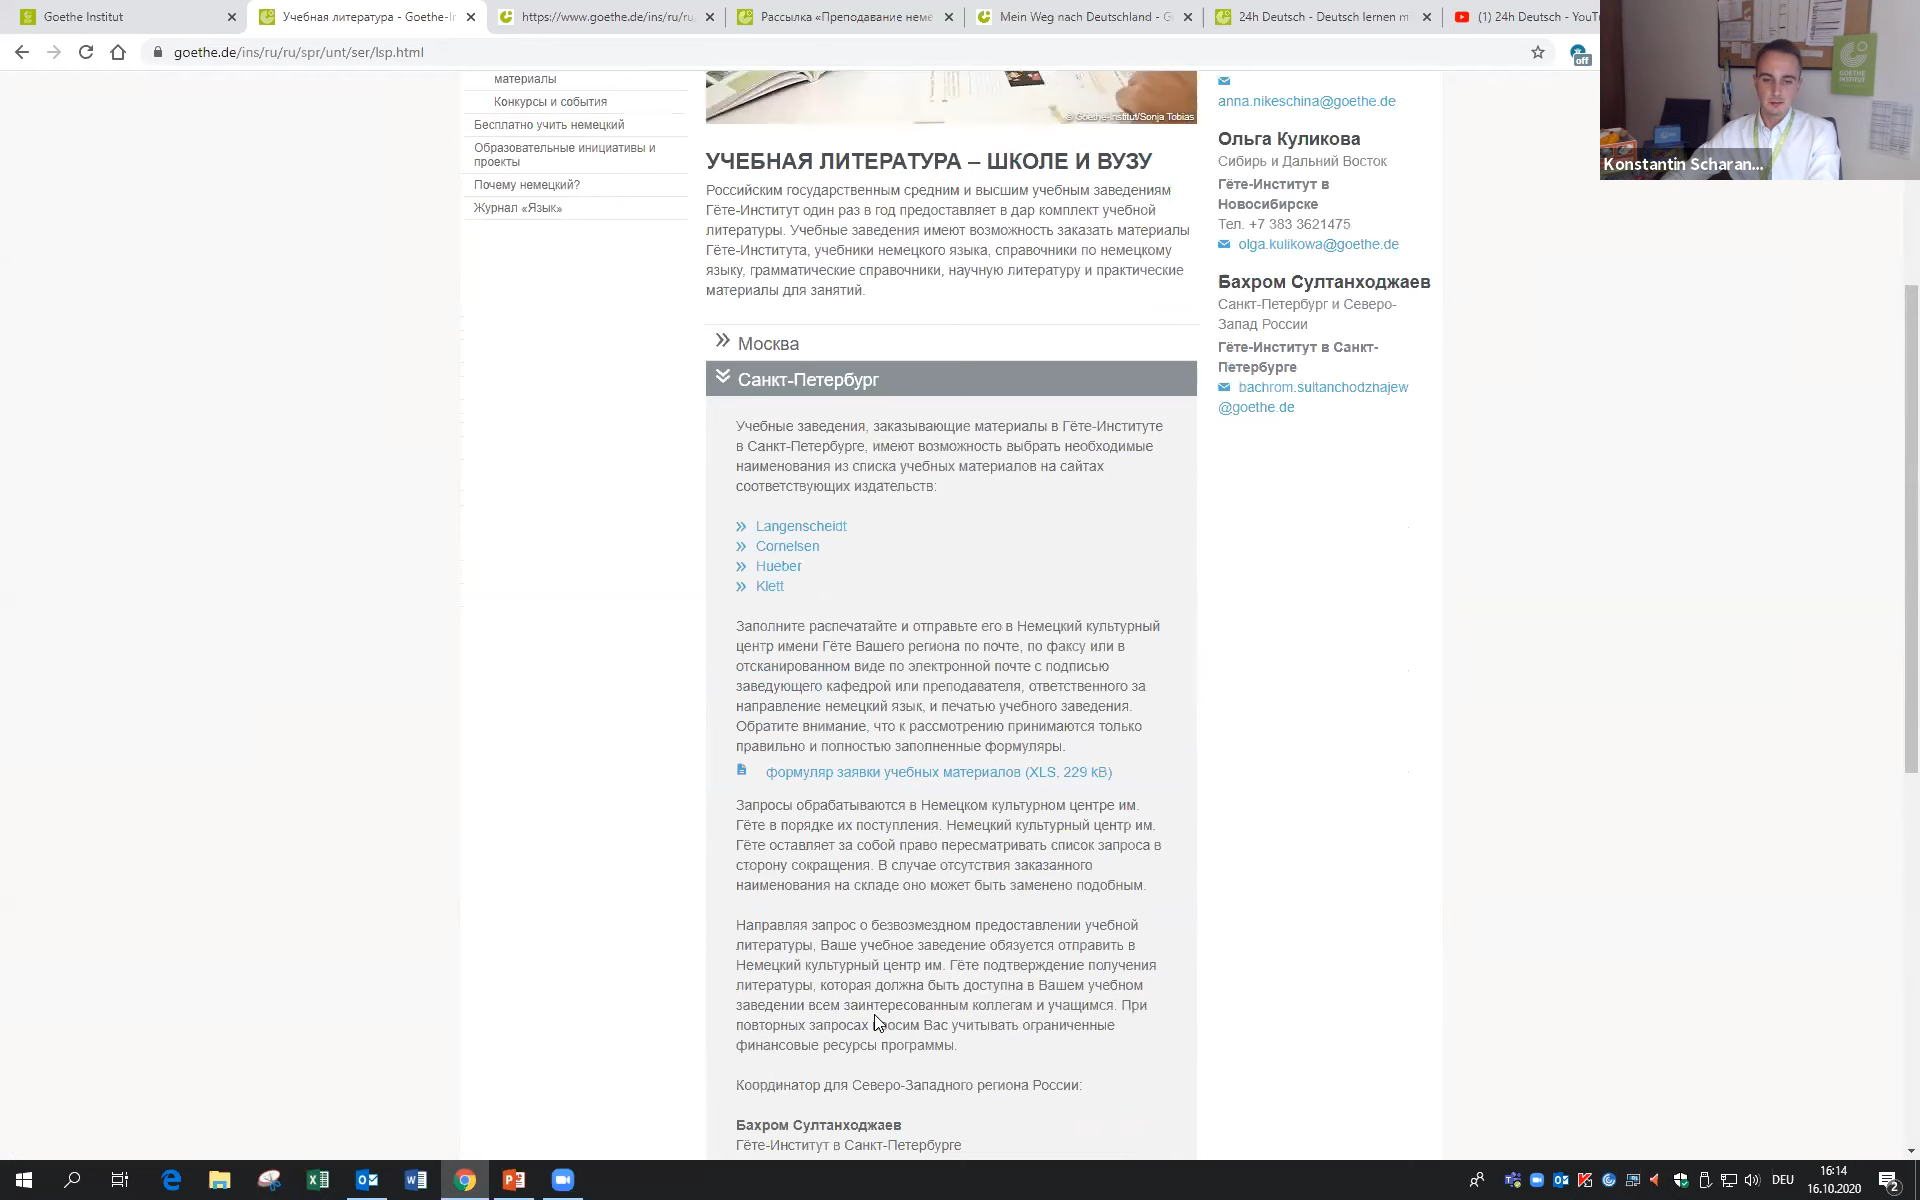 Goethe Institut
Учебная литература - Goethe-In
https://www.goethe.de/ins/ru/ru
Рассылка «Преподавание неме
Mein Weg nach Deutschland - G
24h Deutsch - Deutsch lernen m
(1) 24h Deutsch - YouT
goethe.de/ins/ru/ru/spr/unt/ser/lsp.html
off
материалы
Конкурсы и события
Бесплатно учить немецкий
Образовательные инициативы и
проекты
Почему немецкий?
Журнал «Язык»
© Goethe-Institut/Sonja Tobias
УЧЕБНАЯ ЛИТЕРАТУРА – ШКОЛЕ И ВУЗУ
Российским государственным средним и высшим учебным заведениям
Гёте-Институт один раз в год предоставляет в дар комплект учебной
литературы. Учебные заведения имеют возможность заказать материалы
Гёте-Института, учебники немецкого языка, справочники по немецкому
языку, грамматические справочники, научную литературу и практические
материалы для занятий.
Москва
Санкт-Петербург
Учебные заведения, заказывающие материалы в Гёте-Институте
в Санкт-Петербурге, имеют возможность выбрать необходимые
наименования из списка учебных материалов на сайтах
соответствующих издательств:
Langenscheidt
Cornelsen
Hueber
Klett
Заполните распечатайте и отправьте его в Немецкий культурный
центр имени Гёте Вашего региона по почте, по факсу или в
отсканированном виде по электронной почте с подписью
заведующего кафедрой или преподавателя, ответственного за
направление немецкий язык, и печатью учебного заведения.
Обратите внимание, что к рассмотрению принимаются только
правильно и полностью заполненные формуляры.
формуляр заявки учебных материалов (XLS, 229 kB)
Запросы обрабатываются в Немецком культурном центре им.
Гёте в порядке их поступления. Немецкий культурный центр им.
Гёте оставляет за собой право пересматривать список запроса в
сторону сокращения. В случае отсутствия заказанного
наименования на складе оно может быть заменено подобным.
Направляя запрос о безвозмездном предоставлении учебной
литературы, Ваше учебное заведение обязуется отправить в
Немецкий культурный центр им. Гёте подтверждение получения
литературы, которая должна быть доступна в Вашем учебном
заведении всем заинтересованным коллегам и учащимся. При
повторных запросах просим Вас учитывать ограниченные
финансовые ресурсы программы.
Координатор для Северо-Западного региона России:
Бахром Султанходжаев
Гёте-Институт в Санкт-Петербурге
anna.nikeschina@goethe.de
Ольга Куликова
Сибирь и Дальний Восток
Гёте-Институт в
Новосибирске
Тел. +7 383 3621475
olga.kulikowa@goethe.de
Бахром Султанходжаев
Санкт-Петербург и Северо-
Запад России
Гёте-Институт в Санкт-
Петербурге
bachrom.sultanchodzhajew
@goethe.de
GOETHE
INSTITUT
Konstantin Scharan...
DEU
16:14
16.10.2020
2